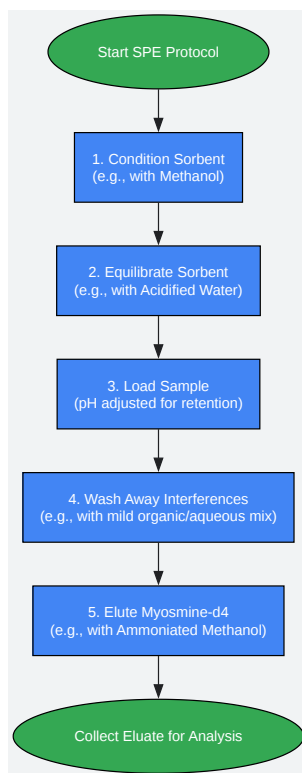 Start SPE Protocol
1. Condition Sorbent
(e.g., with Methanol)
2. Equilibrate Sorbent
(e.g., with Acidified Water)
3. Load Sample
(pH adjusted for retention)
4. Wash Away Interferences
(e.g., with mild organic/aqueous mix)
5. Elute Myosmine-d4
(e.g., with Ammoniated Methanol)
Collect Eluate for Analysis